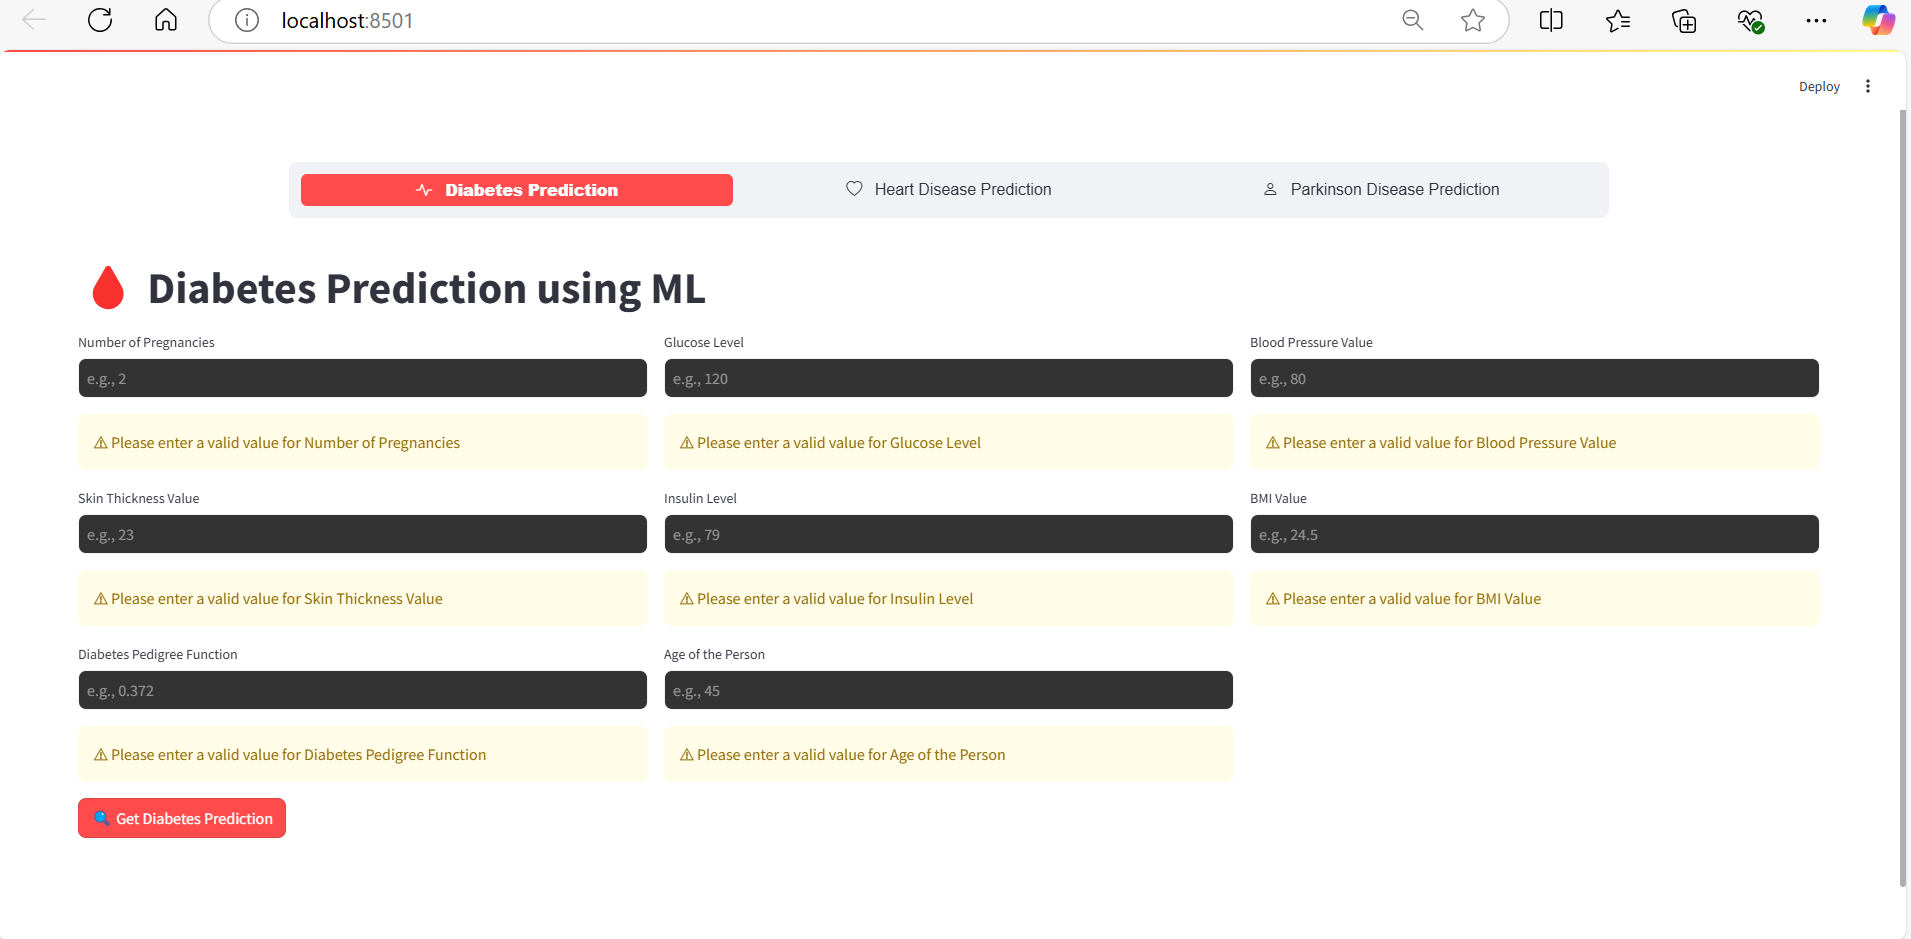 localhost:8501
Deploy
Diabetes Prediction Heart Disease Prediction Parkinson Disease Prediction
Diabetes Prediction using ML
Number of Pregnancies Glucose Level Blood Pressure Value
e.g., 2 e.g., 120 e.g., 80
⚠ Please enter a valid value for Number of Pregnancies ⚠ Please enter a valid value for Glucose Level ⚠ Please enter a valid value for Blood Pressure Value
Skin Thickness Value Insulin Level BMI Value
e.g., 23 e.g., 79 e.g., 24.5
⚠ Please enter a valid value for Skin Thickness Value ⚠ Please enter a valid value for Insulin Level ⚠ Please enter a valid value for BMI Value
Diabetes Pedigree Function Age of the Person
e.g., 0.372 e.g., 45
⚠ Please enter a valid value for Diabetes Pedigree Function ⚠ Please enter a valid value for Age of the Person
Get Diabetes Prediction